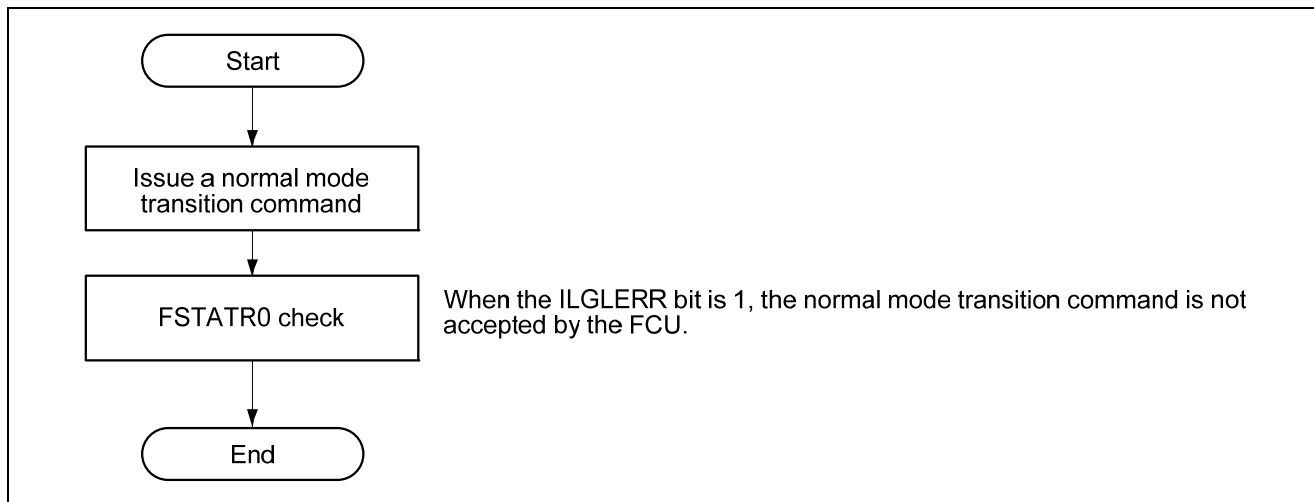 Start
Issue a normal mode
transition command
FSTATR0 check
When the ILGLERR bit is 1, the normal mode transition command is not
accepted by the FCU.
End